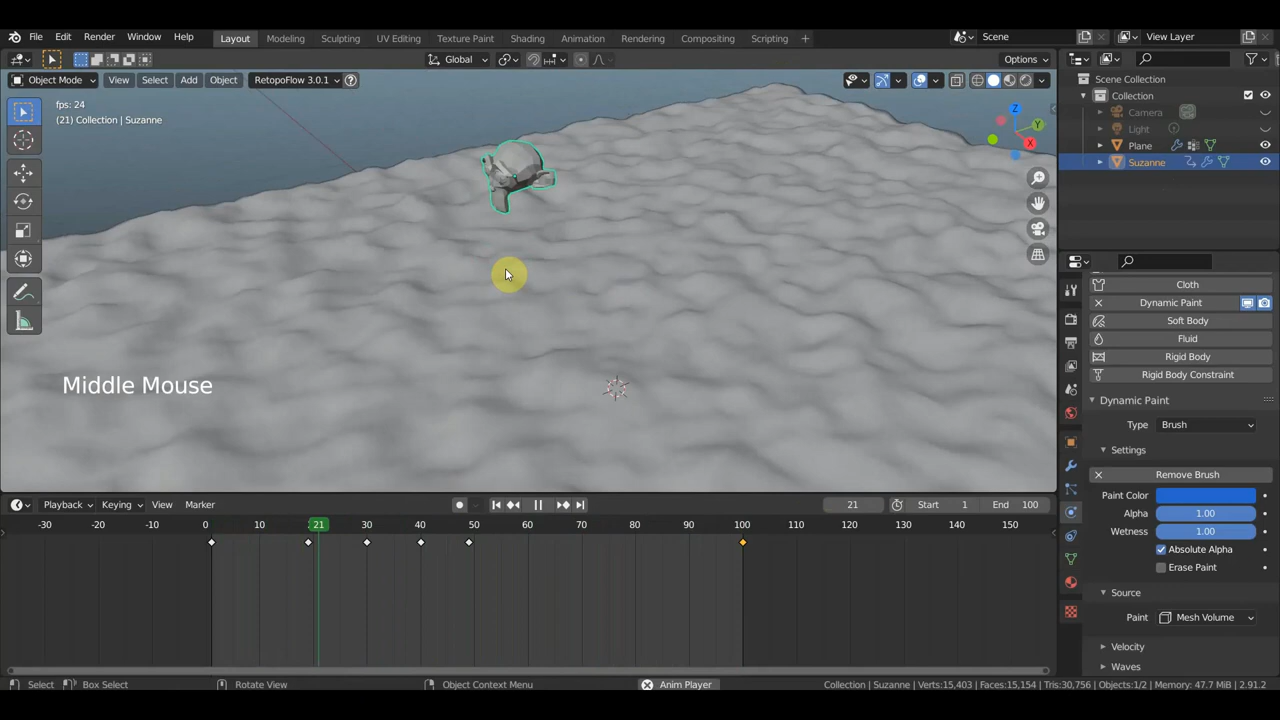 File Edit Render Window Help Layout Modeling Sculpting UV Editing Texture Paint Shading Animation Rendering Compositing Scripting + Scene View Layer
Global Options
Object Mode View Select Add Object RetopoFlow 3.0.1
fps: 24
(21) Collection | Suzanne
Z
Y
X
Middle Mouse
Scene Collection
Collection
Camera
Light
Plane
Suzanne
Cloth
Dynamic Paint
Soft Body
Fluid
Rigid Body
Rigid Body Constraint
Dynamic Paint
Type Brush
Settings
Remove Brush
Paint Color
Alpha 1.00
Wetness 1.00
Absolute Alpha
Erase Paint
Source
Paint Mesh Volume
Velocity
Waves
Playback Keying View Marker 21 Start 1 End 100
-30 -20 -10 0 10 21 30 40 50 60 70 80 90 100 110 120 130 140 150
Select Box Select Rotate View Object Context Menu Anim Player Collection | Suzanne | Verts:15,403 | Faces:15,154 | Tris:30,756 | Objects:1/2 | Memory: 47.7 MiB | 2.91.2